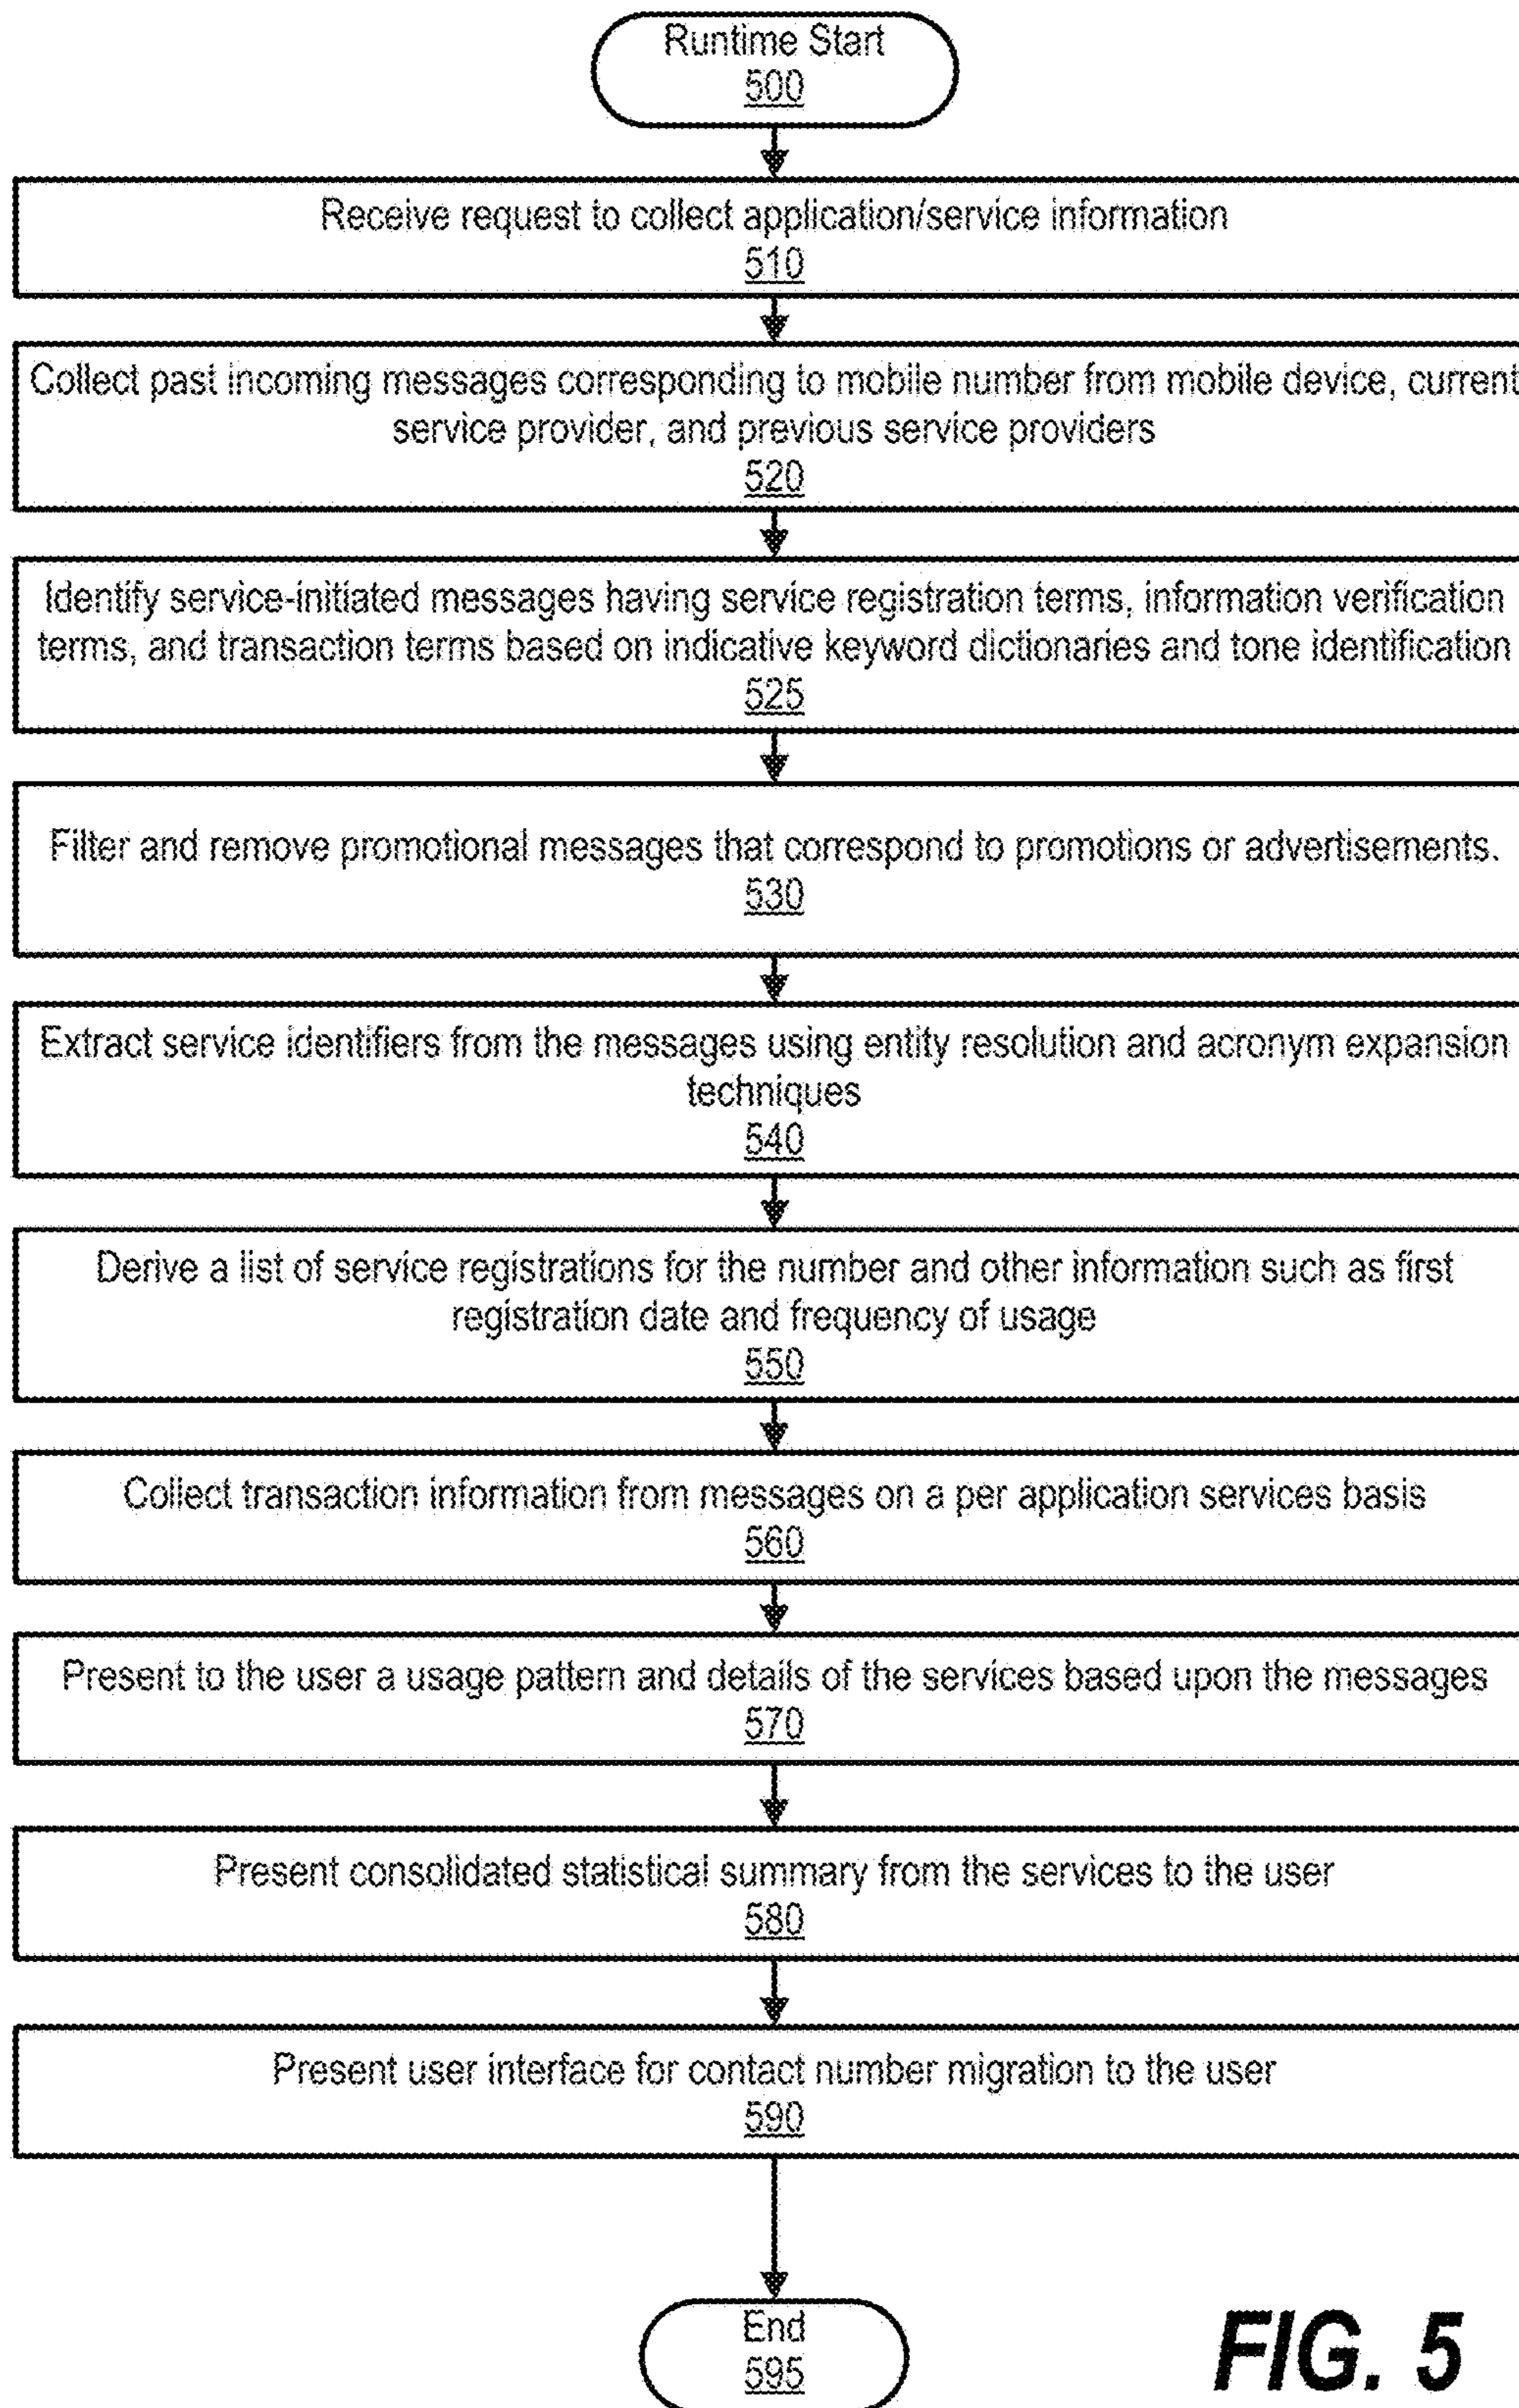 Runtime Start
500
Receive request to collect application/service information
510
Collect past incoming messages corresponding to mobile number from mobile device, current
service provider, and previous service providers
520
Identify service-initiated messages having service registration terms, information verification
terms, and transaction terms based on indicative keyword dictionaries and tone identification
525
Filter and remove promotional messages that correspond to promotions or advertisements.
530
Extract service identifiers from the messages using entity resolution and acronym expansion
techniques
540
Derive a list of service registrations for the number and other information such as first
registration date and frequency of usage
550
Collect transaction information from messages on a per application services basis
560
Present to the user a usage pattern and details of the services based upon the messages
570
Present consolidated statistical summary from the services to the user
580
Present user interface for contact number migration to the user
590
End
595
FIG. 5